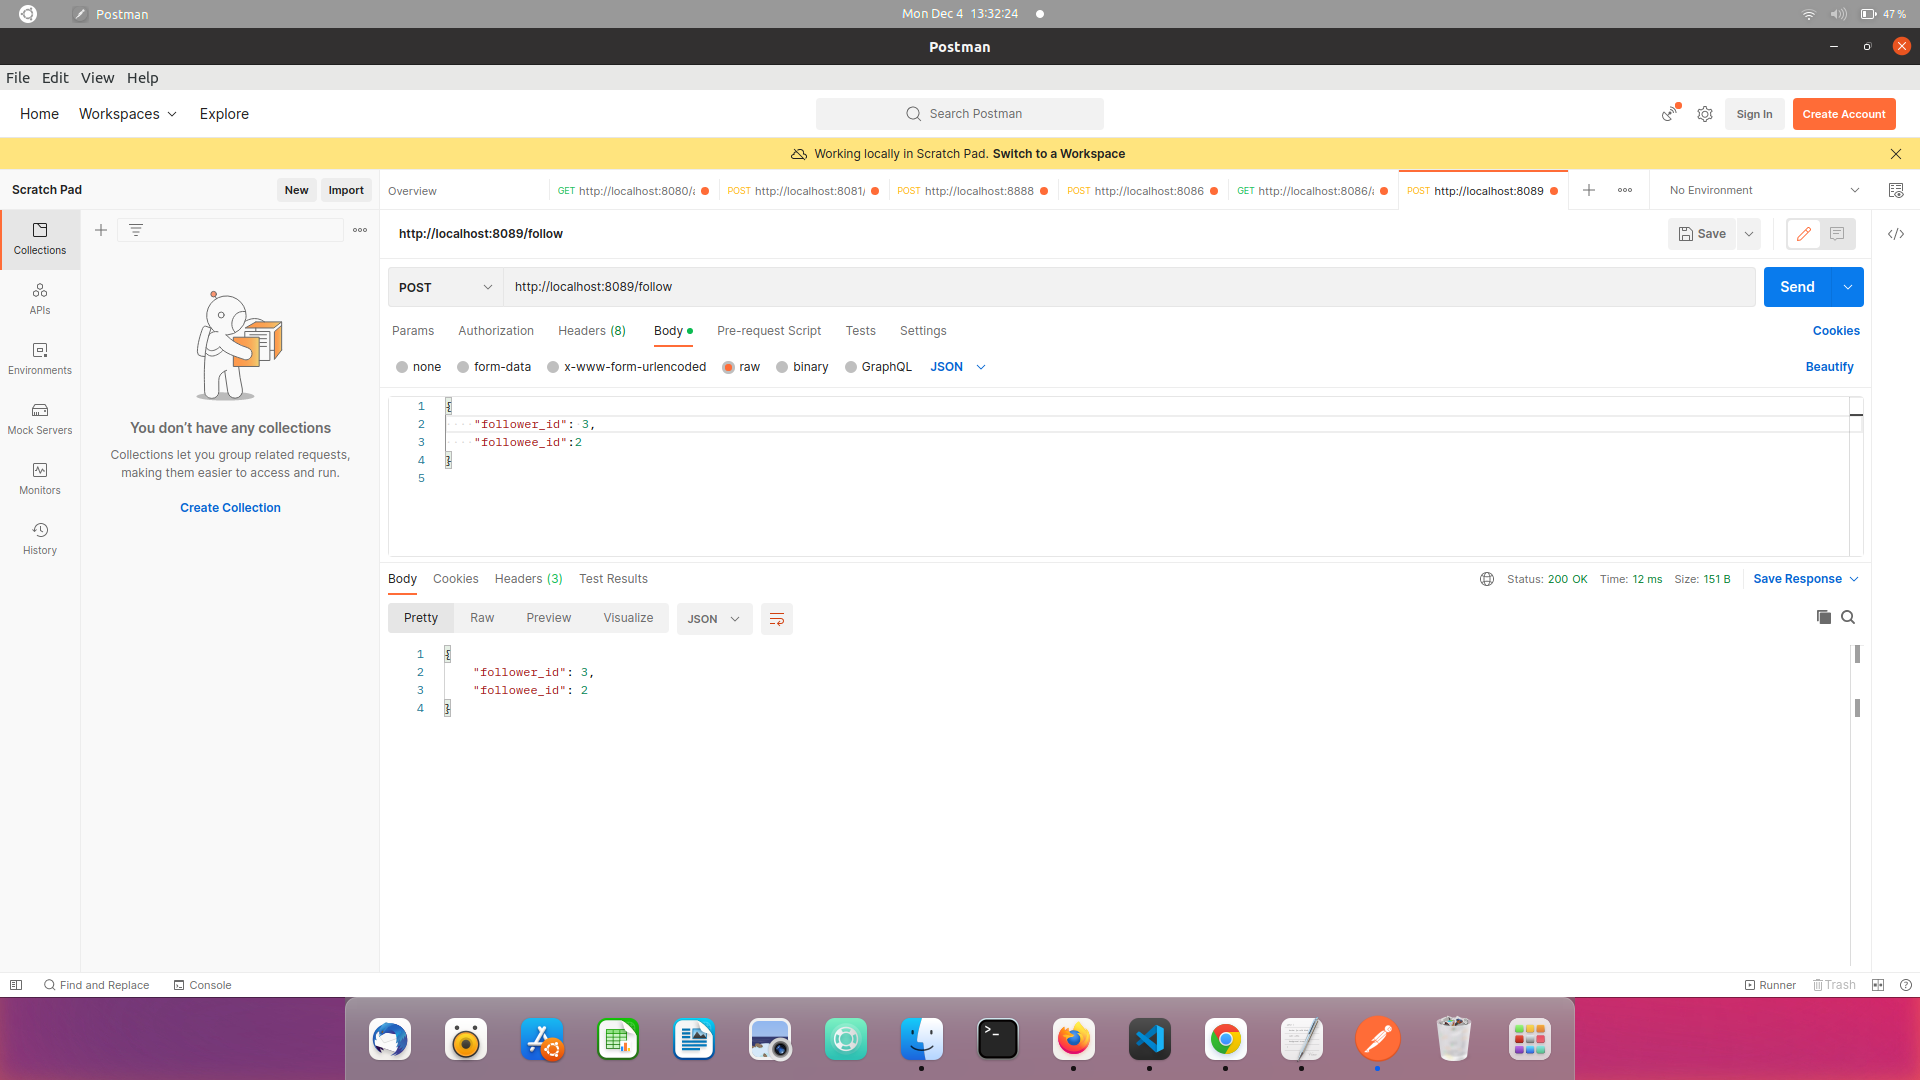 Postman
Mon Dec 4 13:32:24
47 %
Postman
File Edit View Help
Home Workspaces Explore
Search Postman
Sign In
Create Account
Working locally in Scratch Pad. Switch to a Workspace
Scratch Pad
New
Import
Overview
GET http://localhost:8080/
POST http://localhost:8081/
POST http://localhost:8888
POST http://localhost:8086
GET http://localhost:8086/
POST http://localhost:8089
No Environment
Collections
APIs
Environments
Mock Servers
Monitors
History
You don't have any collections
Collections let you group related requests,
making them easier to access and run.
Create Collection
http://localhost:8089/follow
Save
POST
http://localhost:8089/follow
Send
Params Authorization Headers (8) Body Pre-request Script Tests Settings
Cookies
none form-data x-www-form-urlencoded raw binary GraphQL JSON
Beautify
1 {
2 "follower_id": 3,
3 "followee_id":2
4 }
5
Body Cookies Headers (3) Test Results
Status: 200 OK Time: 12 ms Size: 151 B
Save Response
Pretty Raw Preview Visualize JSON
1 {
2 "follower_id": 3,
3 "followee_id": 2
4 }
Find and Replace
Console
Runner
Trash